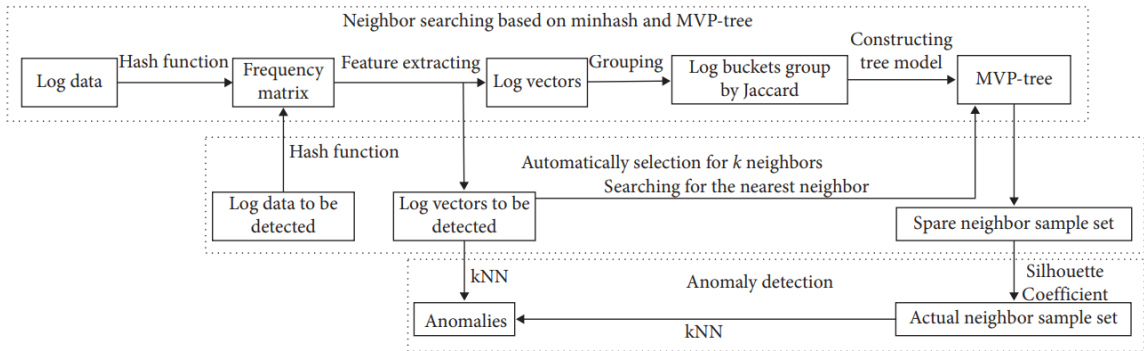 Neighbor searching based on minhash and MVP-tree
Log data
Hash function
Frequency
matrix
Feature extracting
Log vectors
Grouping
Log buckets group
by Jaccard
Constructing
tree model
MVP-tree
Hash function
Automatically selection for k neighbors
Searching for the nearest neighbor
Log data to be
detected
Log vectors to be
detected
Spare neighbor sample set
kNN
Anomaly detection
Silhouette
Coefficient
Anomalies
kNN
Actual neighbor sample set